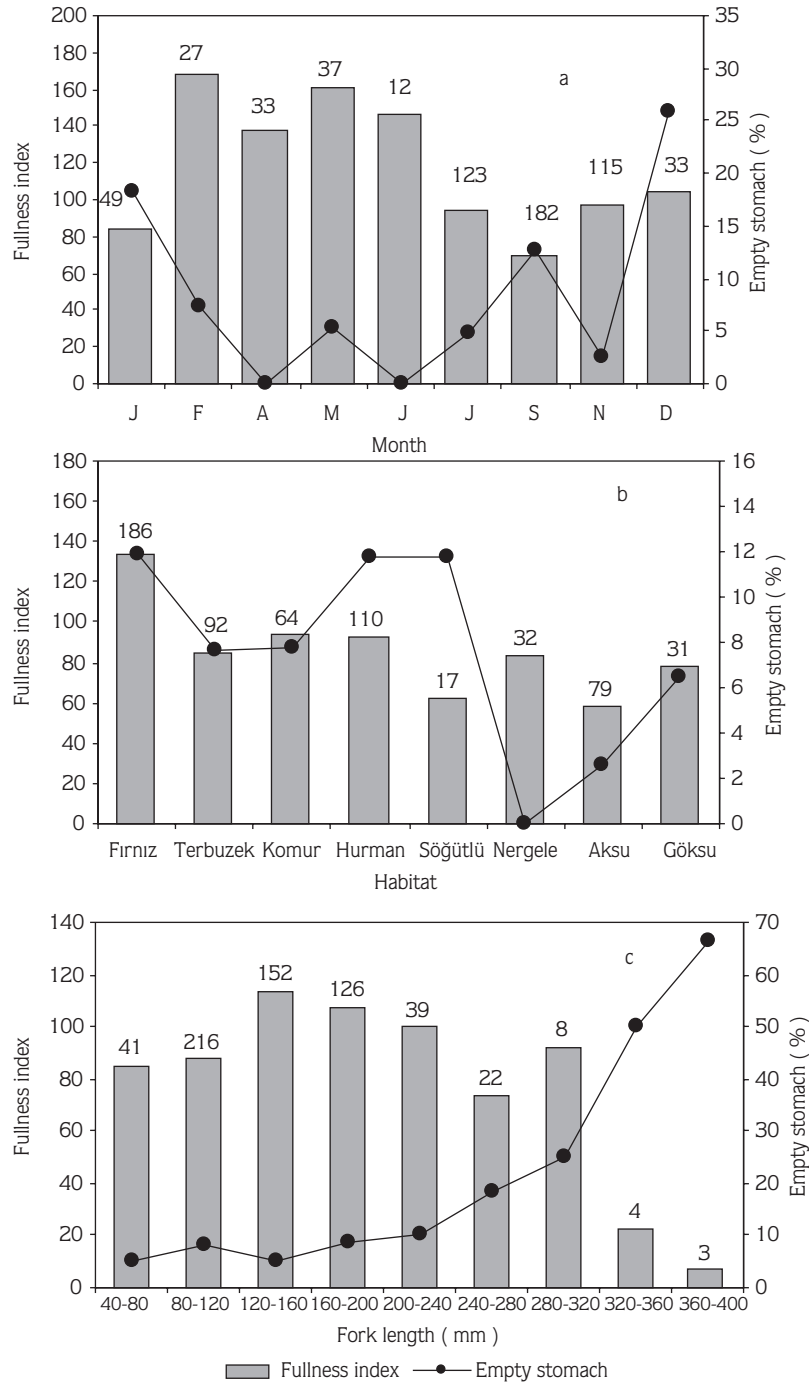 200 35
180 27 37 30
160 33 12 a
140 25
120 123 115 33
100 49 182 20
80 15
60 10
40 5
20
0 0
Fullness index
Empty stomach ( % )
J F A M J J S N D
Month
180 16
160 b 14
140 186 12
120 92 64 110 10
100 32 31 8
80 17 79 6
60 4
40 2
20
0 0
Fullness index
Empty stomach ( % )
Fırnız Terbuzek Komur Hurman Söğütlü Nergele Aksu Göksu
Habitat
140 70
120 152 126 c 60
100 41 216 39 8 50
80 22 40
60 30
40 4 20
20 3 10
0 0
Fullness index
Empty stomach ( % )
40-80 80-120 120-160 160-200 200-240 240-280 280-320 320-360 360-400
Fork length ( mm )
Fullness index Empty stomach